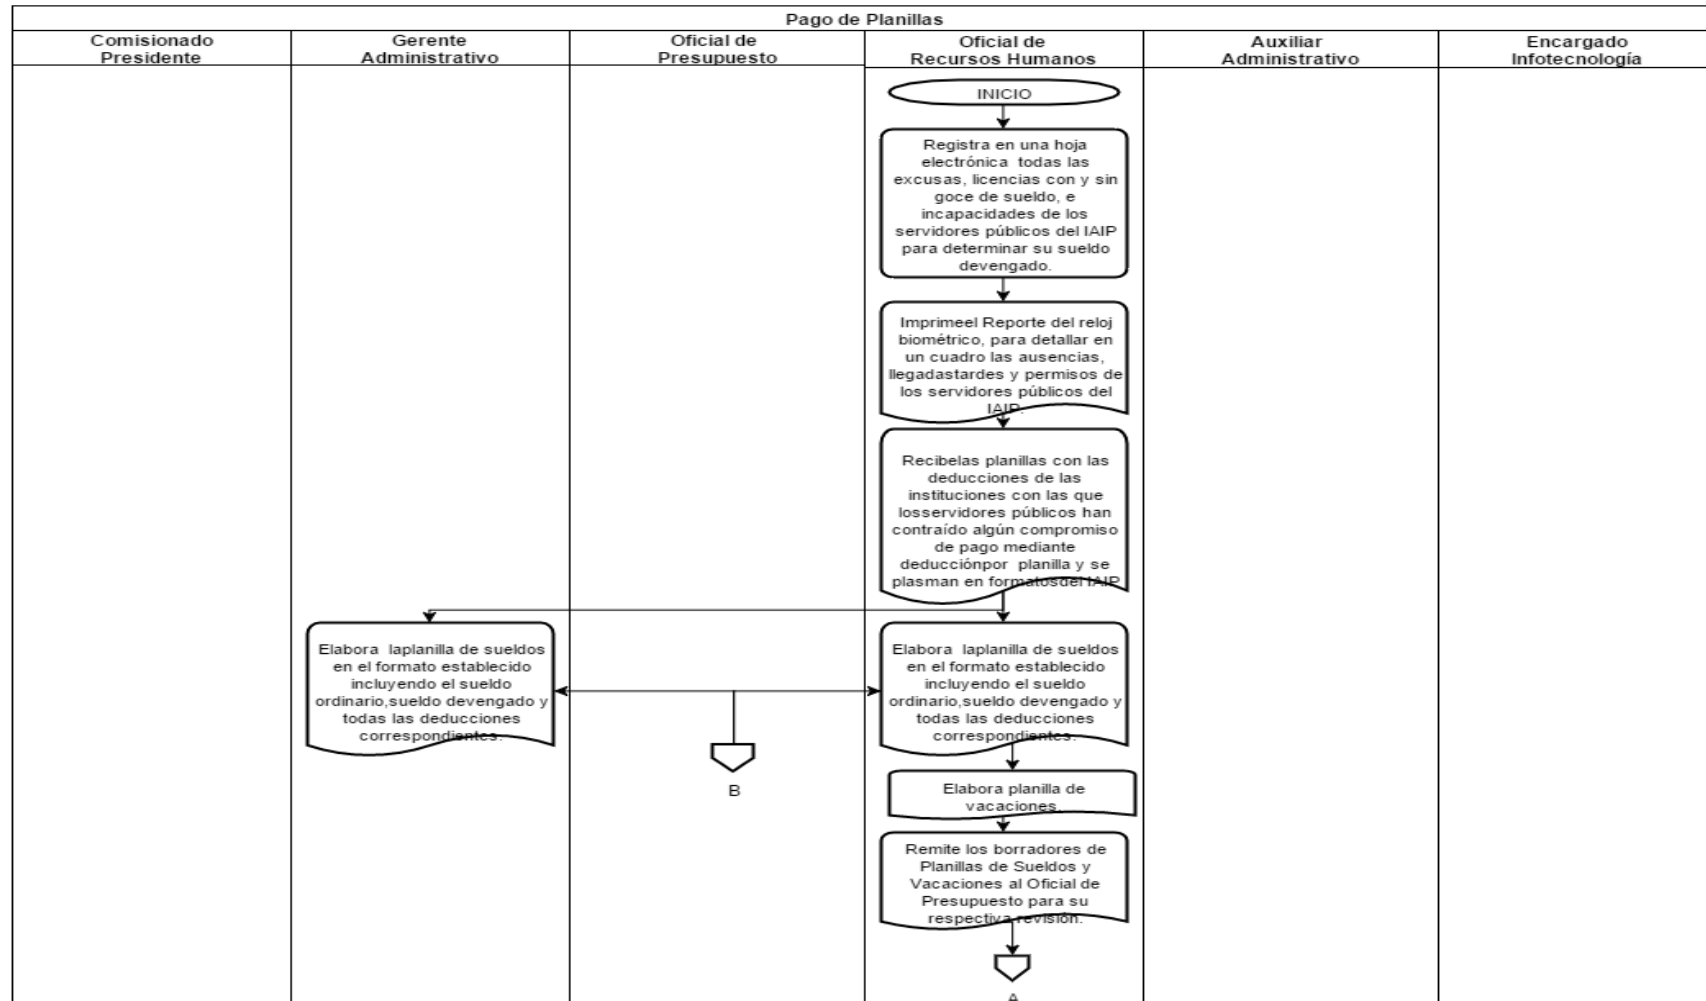 Pago de Planillas
Comisionado
Presidente
Gerente
Administrativo
Oficial de
Presupuesto
Oficial de
Recursos Humanos
Auxiliar
Administrativo
Encargado
Infotecnología
INICIO
Registra en una hoja
electrónica todas las
excusas, licencias con y sin
goce de sueldo, e
incapacidades de los
servidores públicos del IAIP
para determinar su sueldo
devengado.
Imprimeel Reporte del reloj
biométrico, para detallar en
un cuadro las ausencias,
llegadastardes y permisos de
los servidores públicos del
IAIP.
Recibelas planillas con las
deducciones de las
instituciones con las que
losservidores públicos han
contraído algún compromiso
de pago mediante
deducciónpor planilla y se
plasman en formatosdel IAIP
Elabora laplanilla de sueldos
en el formato establecido
incluyendo el sueldo
ordinario,sueldo devengado y
todas las deducciones
correspondientes.
Elabora laplanilla de sueldos
en el formato establecido
incluyendo el sueldo
ordinario,sueldo devengado y
todas las deducciones
correspondientes.
B
Elabora planilla de
vacaciones.
Remite los borradores de
Planillas de Sueldos y
Vacaciones al Oficial de
Presupuesto para su
respectiva revisión.
A